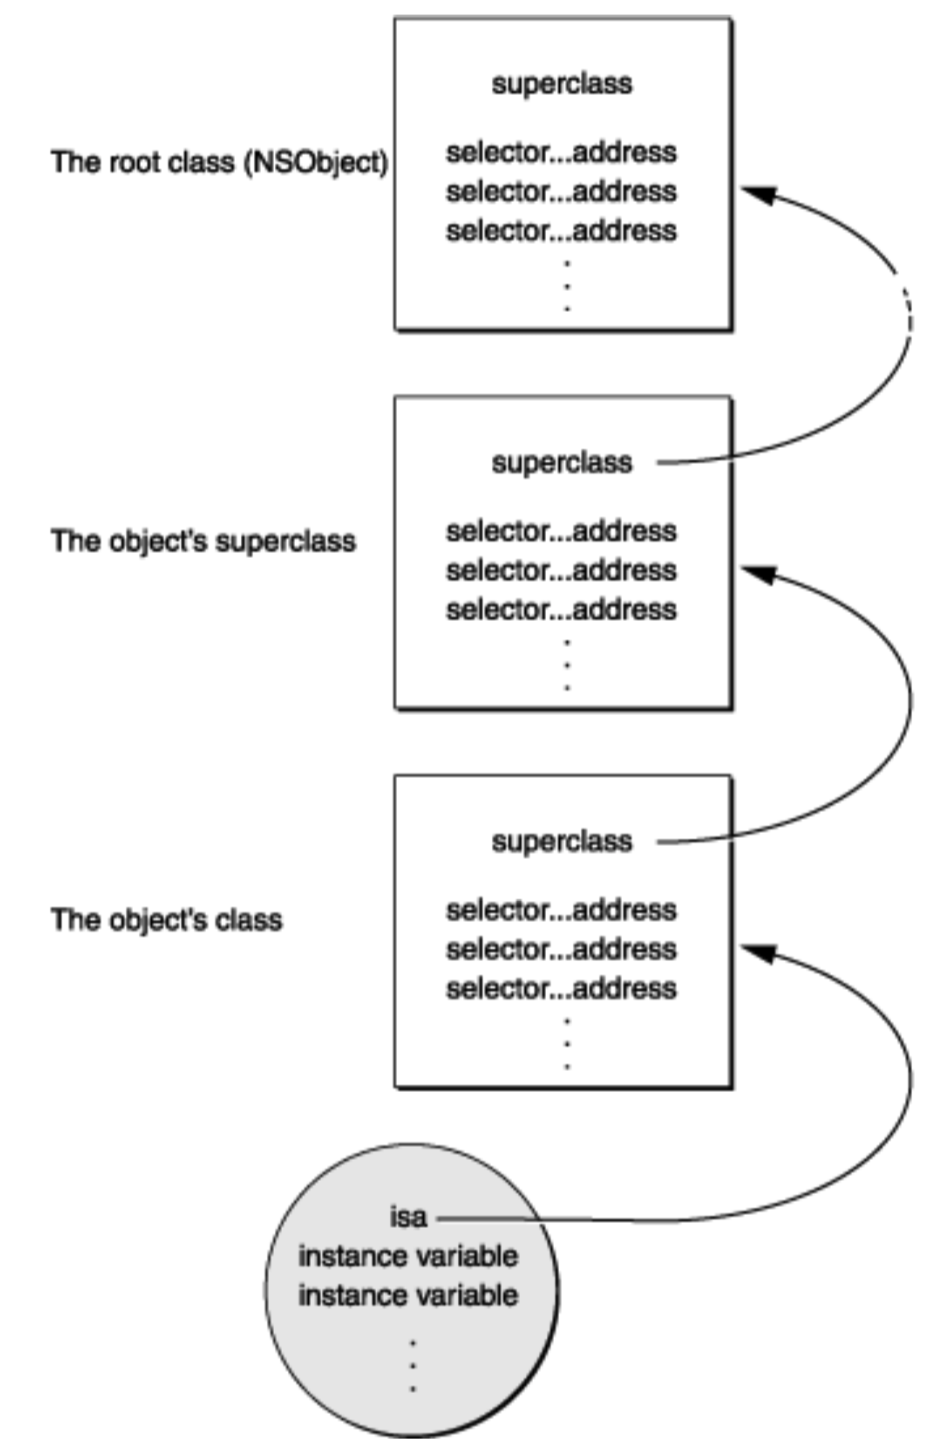 superclass
The root class (NSObject)
selector...address
selector...address
selector...address
superclass
The object's superclass
selector...address
selector...address
selector...address
superclass
The object's class
selector...address
selector...address
selector...address
isa
instance variable
instance variable